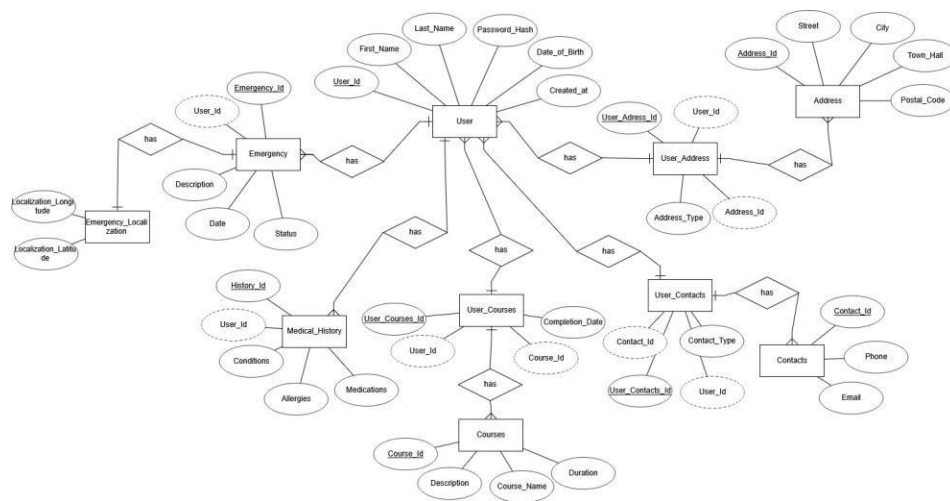 Last_Name
Password_Hash
First_Name
Date_of_Birth
User_Id
Created_at
User
Street
City
Address_Id
Town_Hall
Postal_Code
Address
Emergency_Id
User_Id
has
Emergency
has
Description
Date
Status
Localization_Longi
tude
Emergency_Locali
zation
Localization_Latitu
de
User_Adress_Id
User_Id
has
User_Address
has
Address_Type
Address_Id
has
has
has
History_Id
User_Id
Medical_History
Conditions
Allergies
Medications
User_Courses_Id
User_Courses
Completion_Date
User_Id
Course_Id
has
Courses
Course_Id
Description
Course_Name
Duration
User_Contacts
has
Contact_Id
Contact_Type
User_Contacts_Id
User_Id
Contact_Id
Contacts
Phone
Email